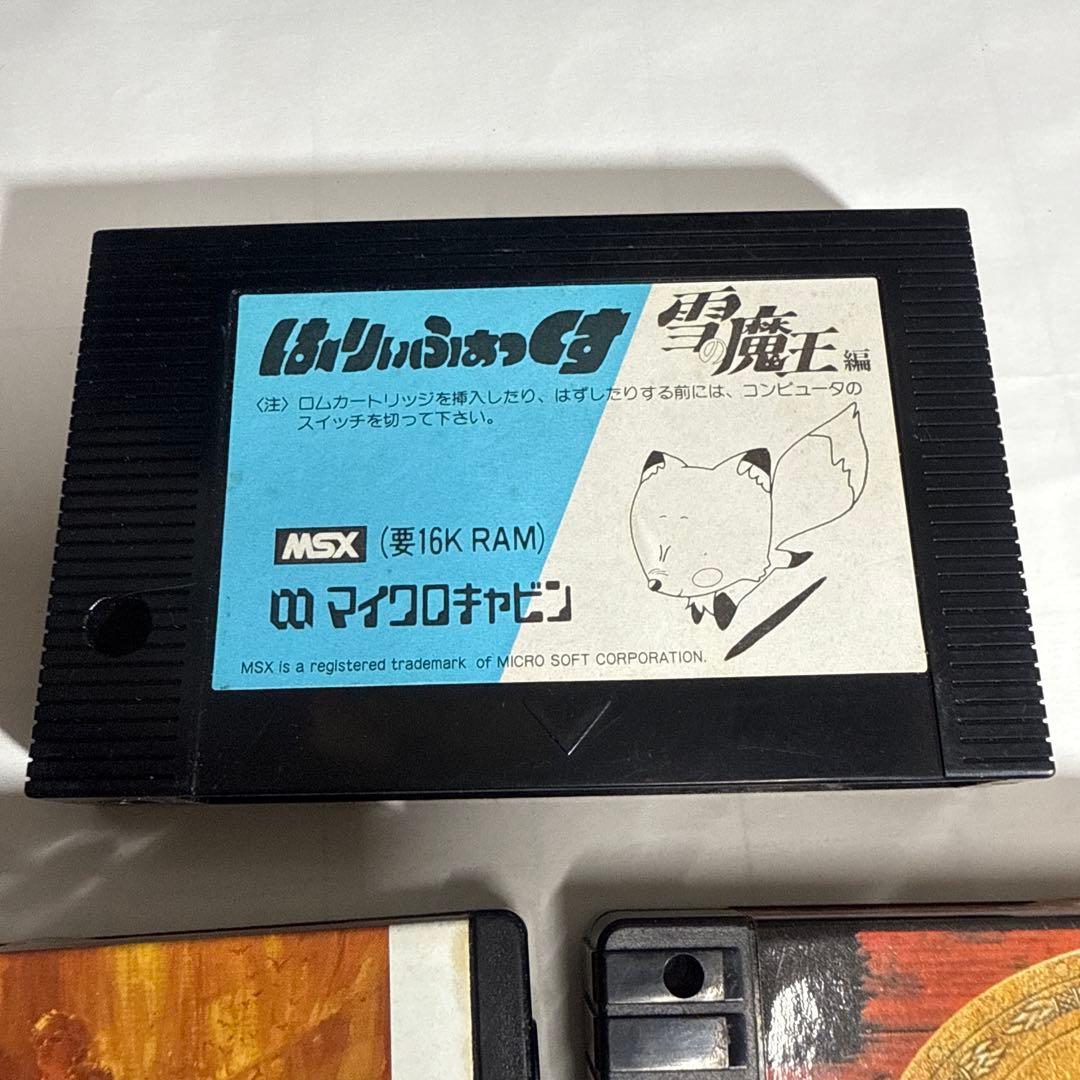 はーりぃふぉっくす
雪の魔王編
〈注〉ロムカートリッジを挿入したり、はずしたりする前には、コンピュータの
スイッチを切って下さい。
MSX (要16K RAM)
マイクロキャビン
MSX is a registered trademark of MICRO SOFT CORPORATION.